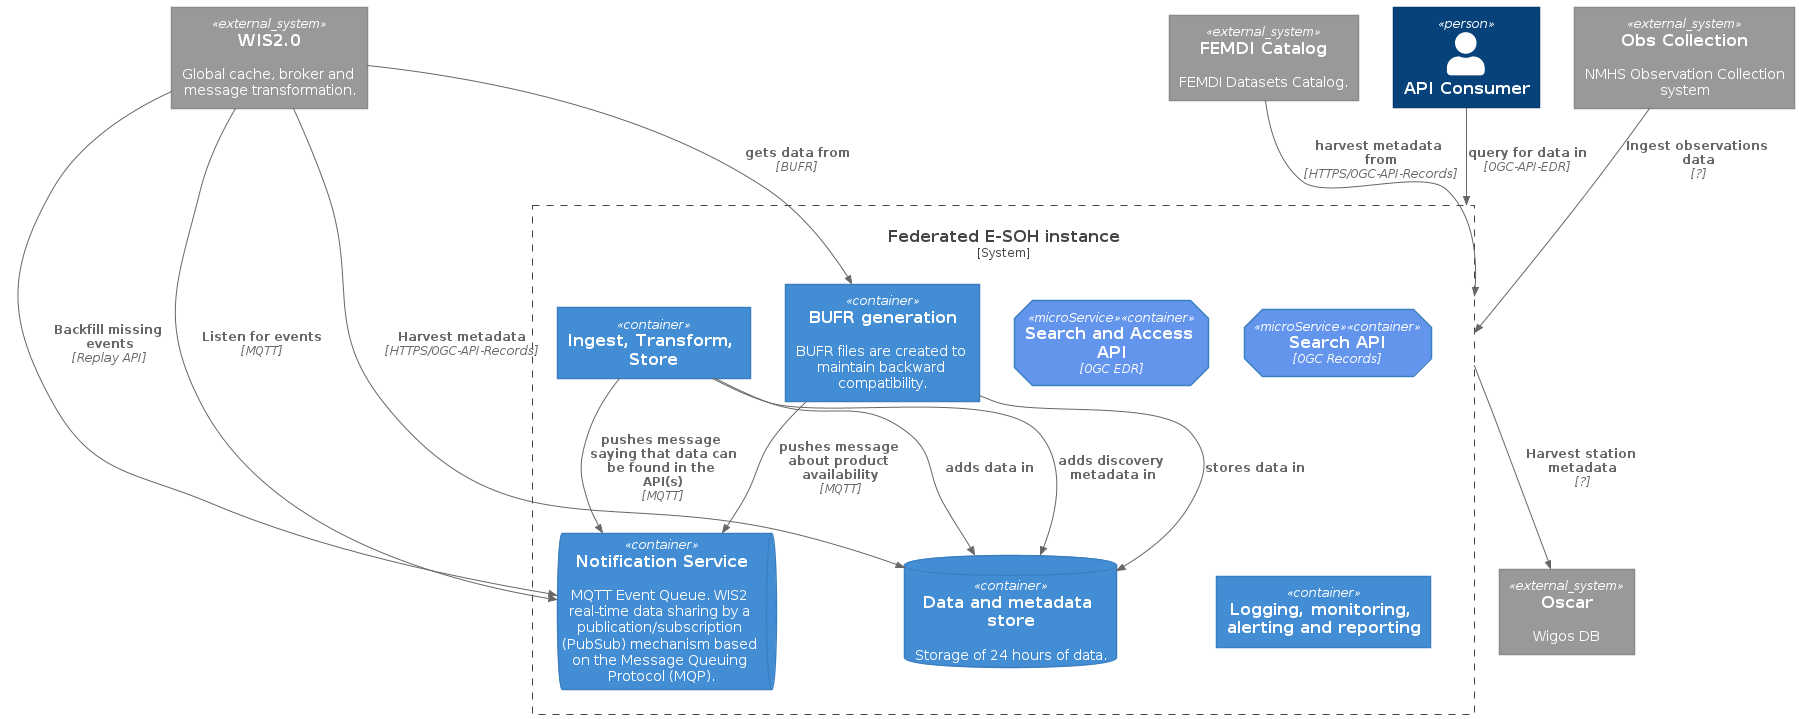 «external_system»
WIS2.0
Global cache, broker and
message transformation.
«external_system»
FEMDI Catalog
FEMDI Datasets Catalog.
«person»
API Consumer
«external_system»
Obs Collection
NMHS Observation Collection
system
gets data from
[BUFR]
harvest metadata
from
[HTTPS/OGC-API-Records]
query for data in
[OGC-API-EDR]
Ingest observations
data
[?]
Federated E-SOH instance
[System]
Backfill missing
events
[Replay API]
Listen for events
[MQTT]
Harvest metadata
[HTTPS/OGC-API-Records]
«container»
Ingest, Transform,
Store
«container»
BUFR generation
BUFR files are created to
maintain backward
compatibility.
«microService»«container»
Search and Access
API
[OGC EDR]
«microService»«container»
Search API
[OGC Records]
pushes message
saying that data can
be found in the
API(s)
[MQTT]
pushes message
about product
availability
[MQTT]
adds data in
adds discovery
metadata in
stores data in
Harvest station
metadata
[?]
«container»
Notification Service
MQTT Event Queue. WIS2
real-time data sharing by a
publication/subscription
(PubSub) mechanism based
on the Message Queuing
Protocol (MQP).
«container»
Data and metadata
store
Storage of 24 hours of data.
«container»
Logging, monitoring,
alerting and reporting
«external_system»
Oscar
Wigos DB